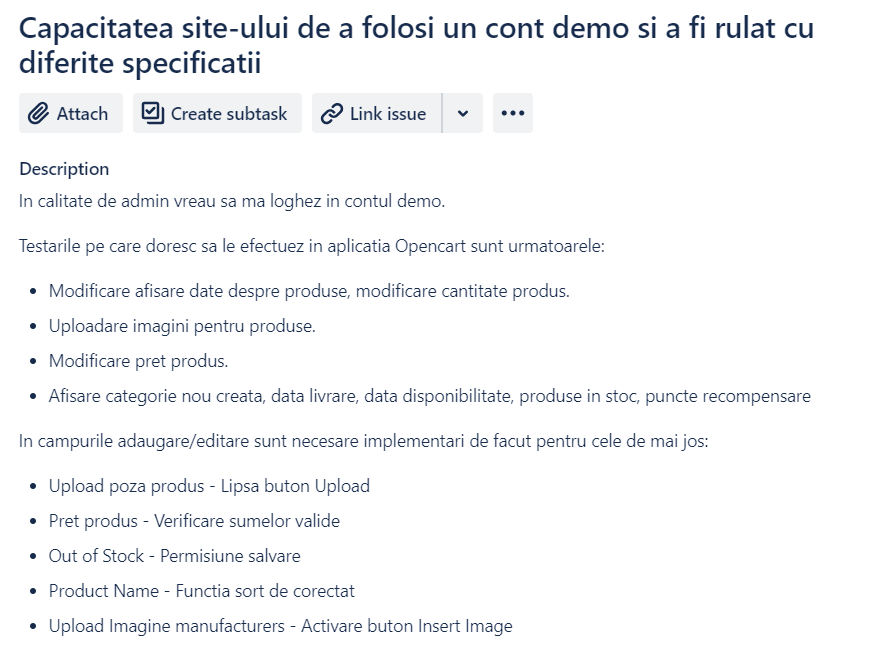 Capacitatea site-ului de a folosi un cont demo si a fi rulat cu
diferite specificatii
Attach
Create subtask
Link issue
Description
In calitate de admin vreau sa ma loghez in contul demo.
Testarile pe care doresc sa le efectuez in aplicatia Opencart sunt urmatoarele:
• Modificare afisare date despre produse, modificare cantitate produs.
• Uploadare imagini pentru produse.
• Modificare pret produs.
• Afisare categorie nou creata, data livrare, data disponibilitate, produse in stoc, puncte recompensare
In campurile adaugare/editare sunt necesare implementari de facut pentru cele de mai jos:
• Upload poza produs - Lipsa buton Upload
• Pret produs - Verificare sumelor valide
• Out of Stock - Permisiune salvare
• Product Name - Functia sort de corectat
• Upload Imagine manufacturers - Activare buton Insert Image